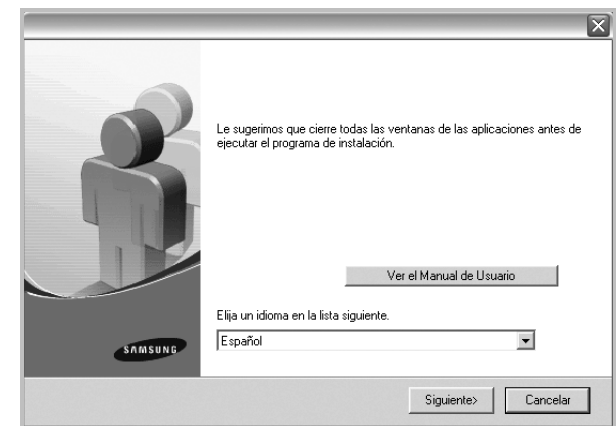 Le sugerimos que cierre todas las ventanas de las aplicaciones antes de
ejecutar el programa de instalación.
Ver el Manual de Usuario
Elija un idioma en la lista siguiente.
Español
SAMSUNG
Siguiente>
Cancelar